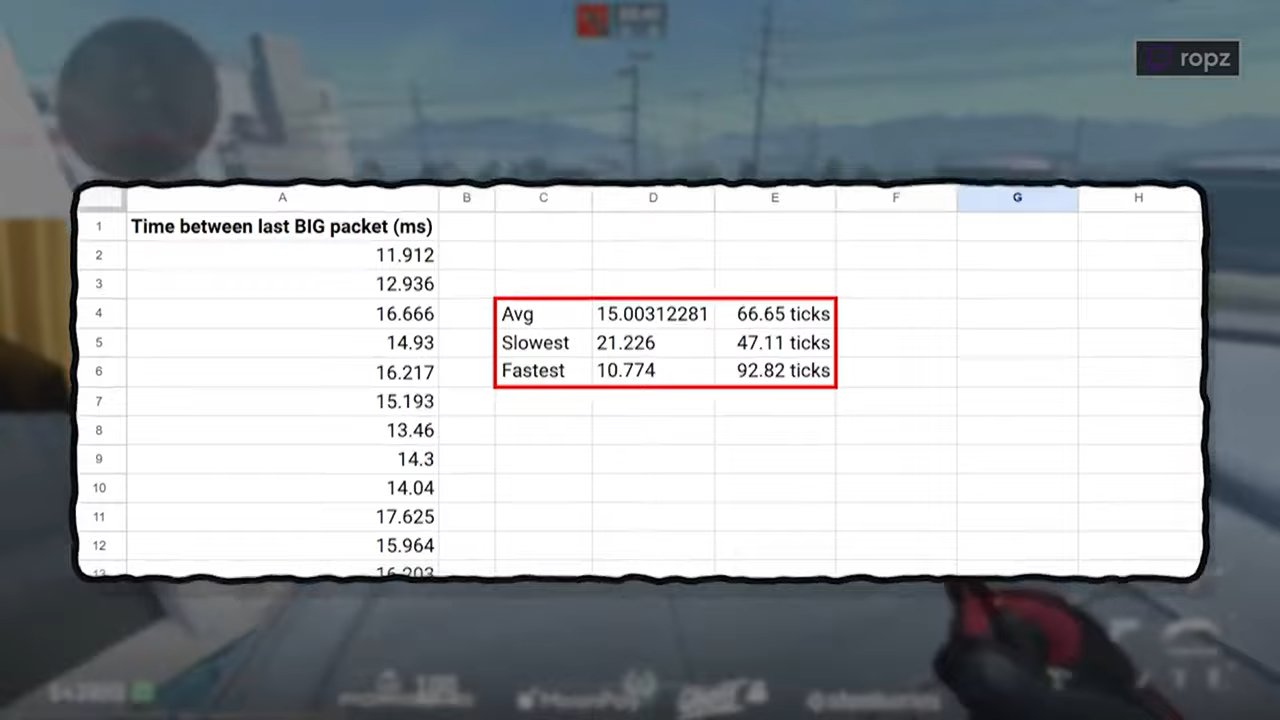 ropz
A B C D E F G H
1 Time between last BIG packet (ms)
2 11.912
3 12.936
4 16.666 Avg 15.00312281 66.65 ticks
5 14.93 Slowest 21.226 47.11 ticks
6 16.217 Fastest 10.774 92.82 ticks
7 15.193
8 13.46
9 14.3
10 14.04
11 17.625
12 15.964
13 16.203